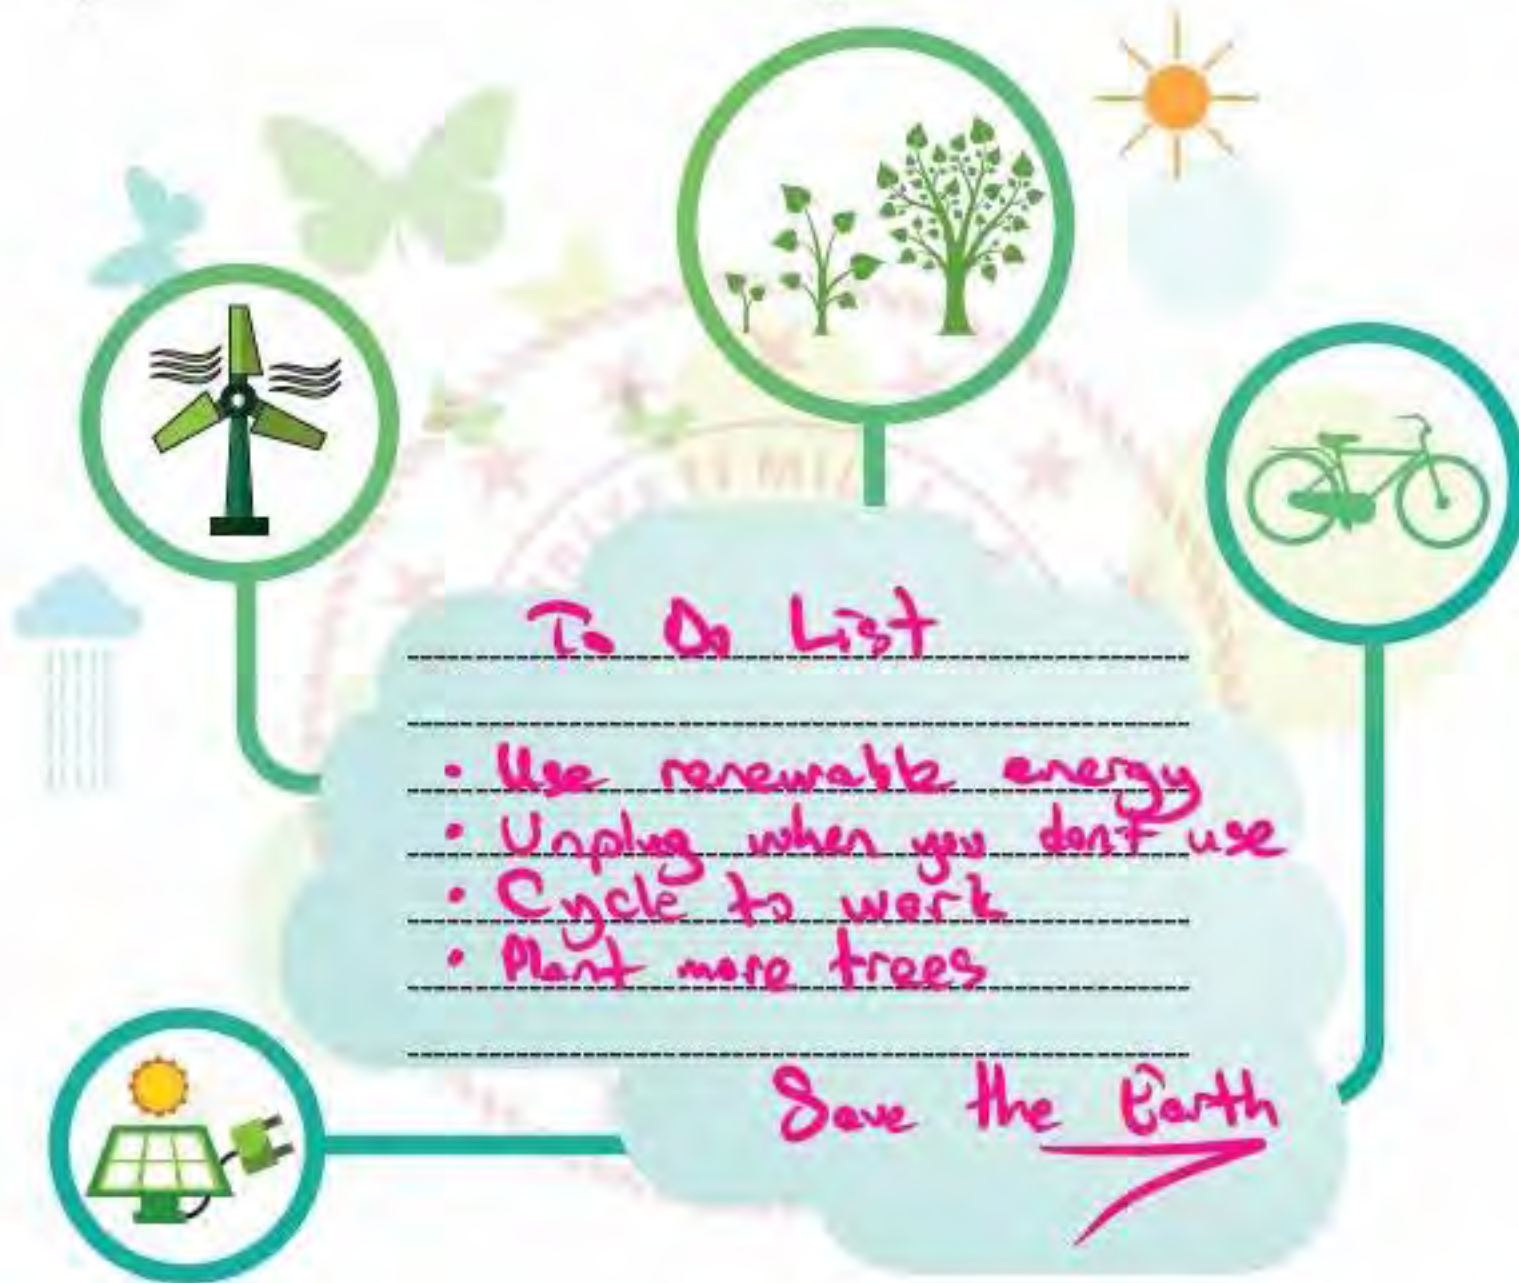 To Do List
• Use renewable energy
• Unplug when you don't use
• Cycle to work
• Plant more trees
Save the Earth